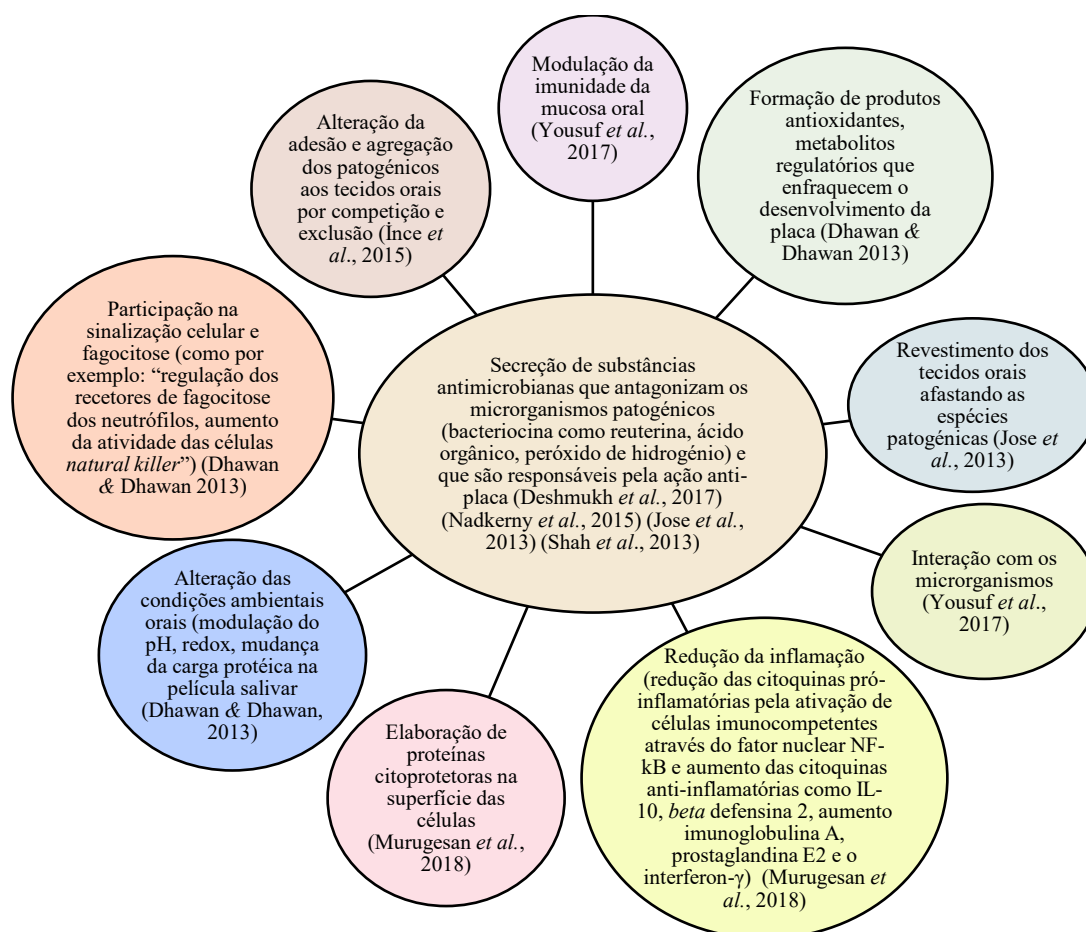 Modulação da
imunidade da
mucosa oral
(Yousuf et al.,
2017)
Formação de produtos
antioxidantes,
metabolitos
regulatórios que
enfraquecem o
desenvolvimento da
placa (Dhawan &
Dhawan 2013)
Alteração da
adesão e agregação
dos patogénicos
aos tecidos orais
por competição e
exclusão (İnce et
al., 2015)
Participação na
sinalização celular e
fagocitose (como por
exemplo: “regulação dos
recetores de fagocitose
dos neutrófilos, aumento
da atividade das células
natural killer”) (Dhawan
& Dhawan 2013)
Secreção de substâncias
antimicrobianas que antagonizam os
microrganismos patogénicos
(bacteriocina como reuterina, ácido
orgânico, peróxido de hidrogénio) e
que são responsáveis pela ação anti-
placa (Deshmukh et al., 2017)
(Nadkerny et al., 2015) (Jose et al.,
2013) (Shah et al., 2013
Revestimento dos
tecidos orais
afastando as
espécies
patogénicas (Jose et
al., 2013)
Interação com os
microrganismos
(Yousuf et al.,
2017)
Alteração das
condições ambientais
orais (modulação do
pH, redox, mudança
da carga protéica na
película salivar
(Dhawan & Dhawan,
2013)
Elaboração de
proteínas
citoprotetoras na
superfície das
células
(Murugesan et al.,
2018)
Redução da inflamação
(redução das citoquinas pró-
inflamatórias pela ativação de
células imunocompetentes
através do fator nuclear NF-
kB e aumento das citoquinas
anti-inflamatórias como IL-
10, beta defensina 2, aumento
imunoglobulina A,
prostaglandina E2 e o
interferon-γ) (Murugesan et
al., 2018)